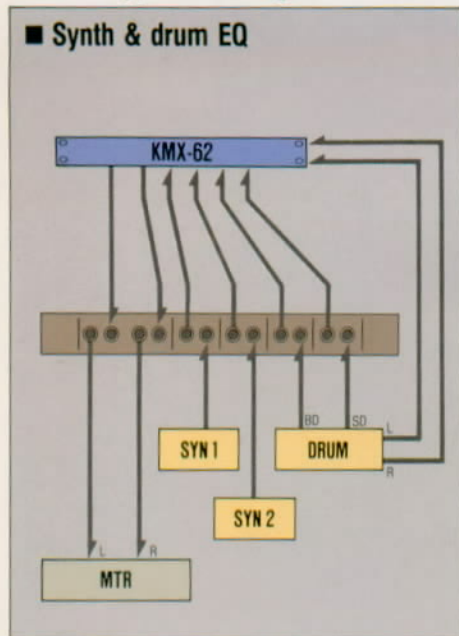 ■ Synth & drum EQ
KMX-62
BD SD L
SYN 1 DRUM
R
SYN 2
L R
MTR